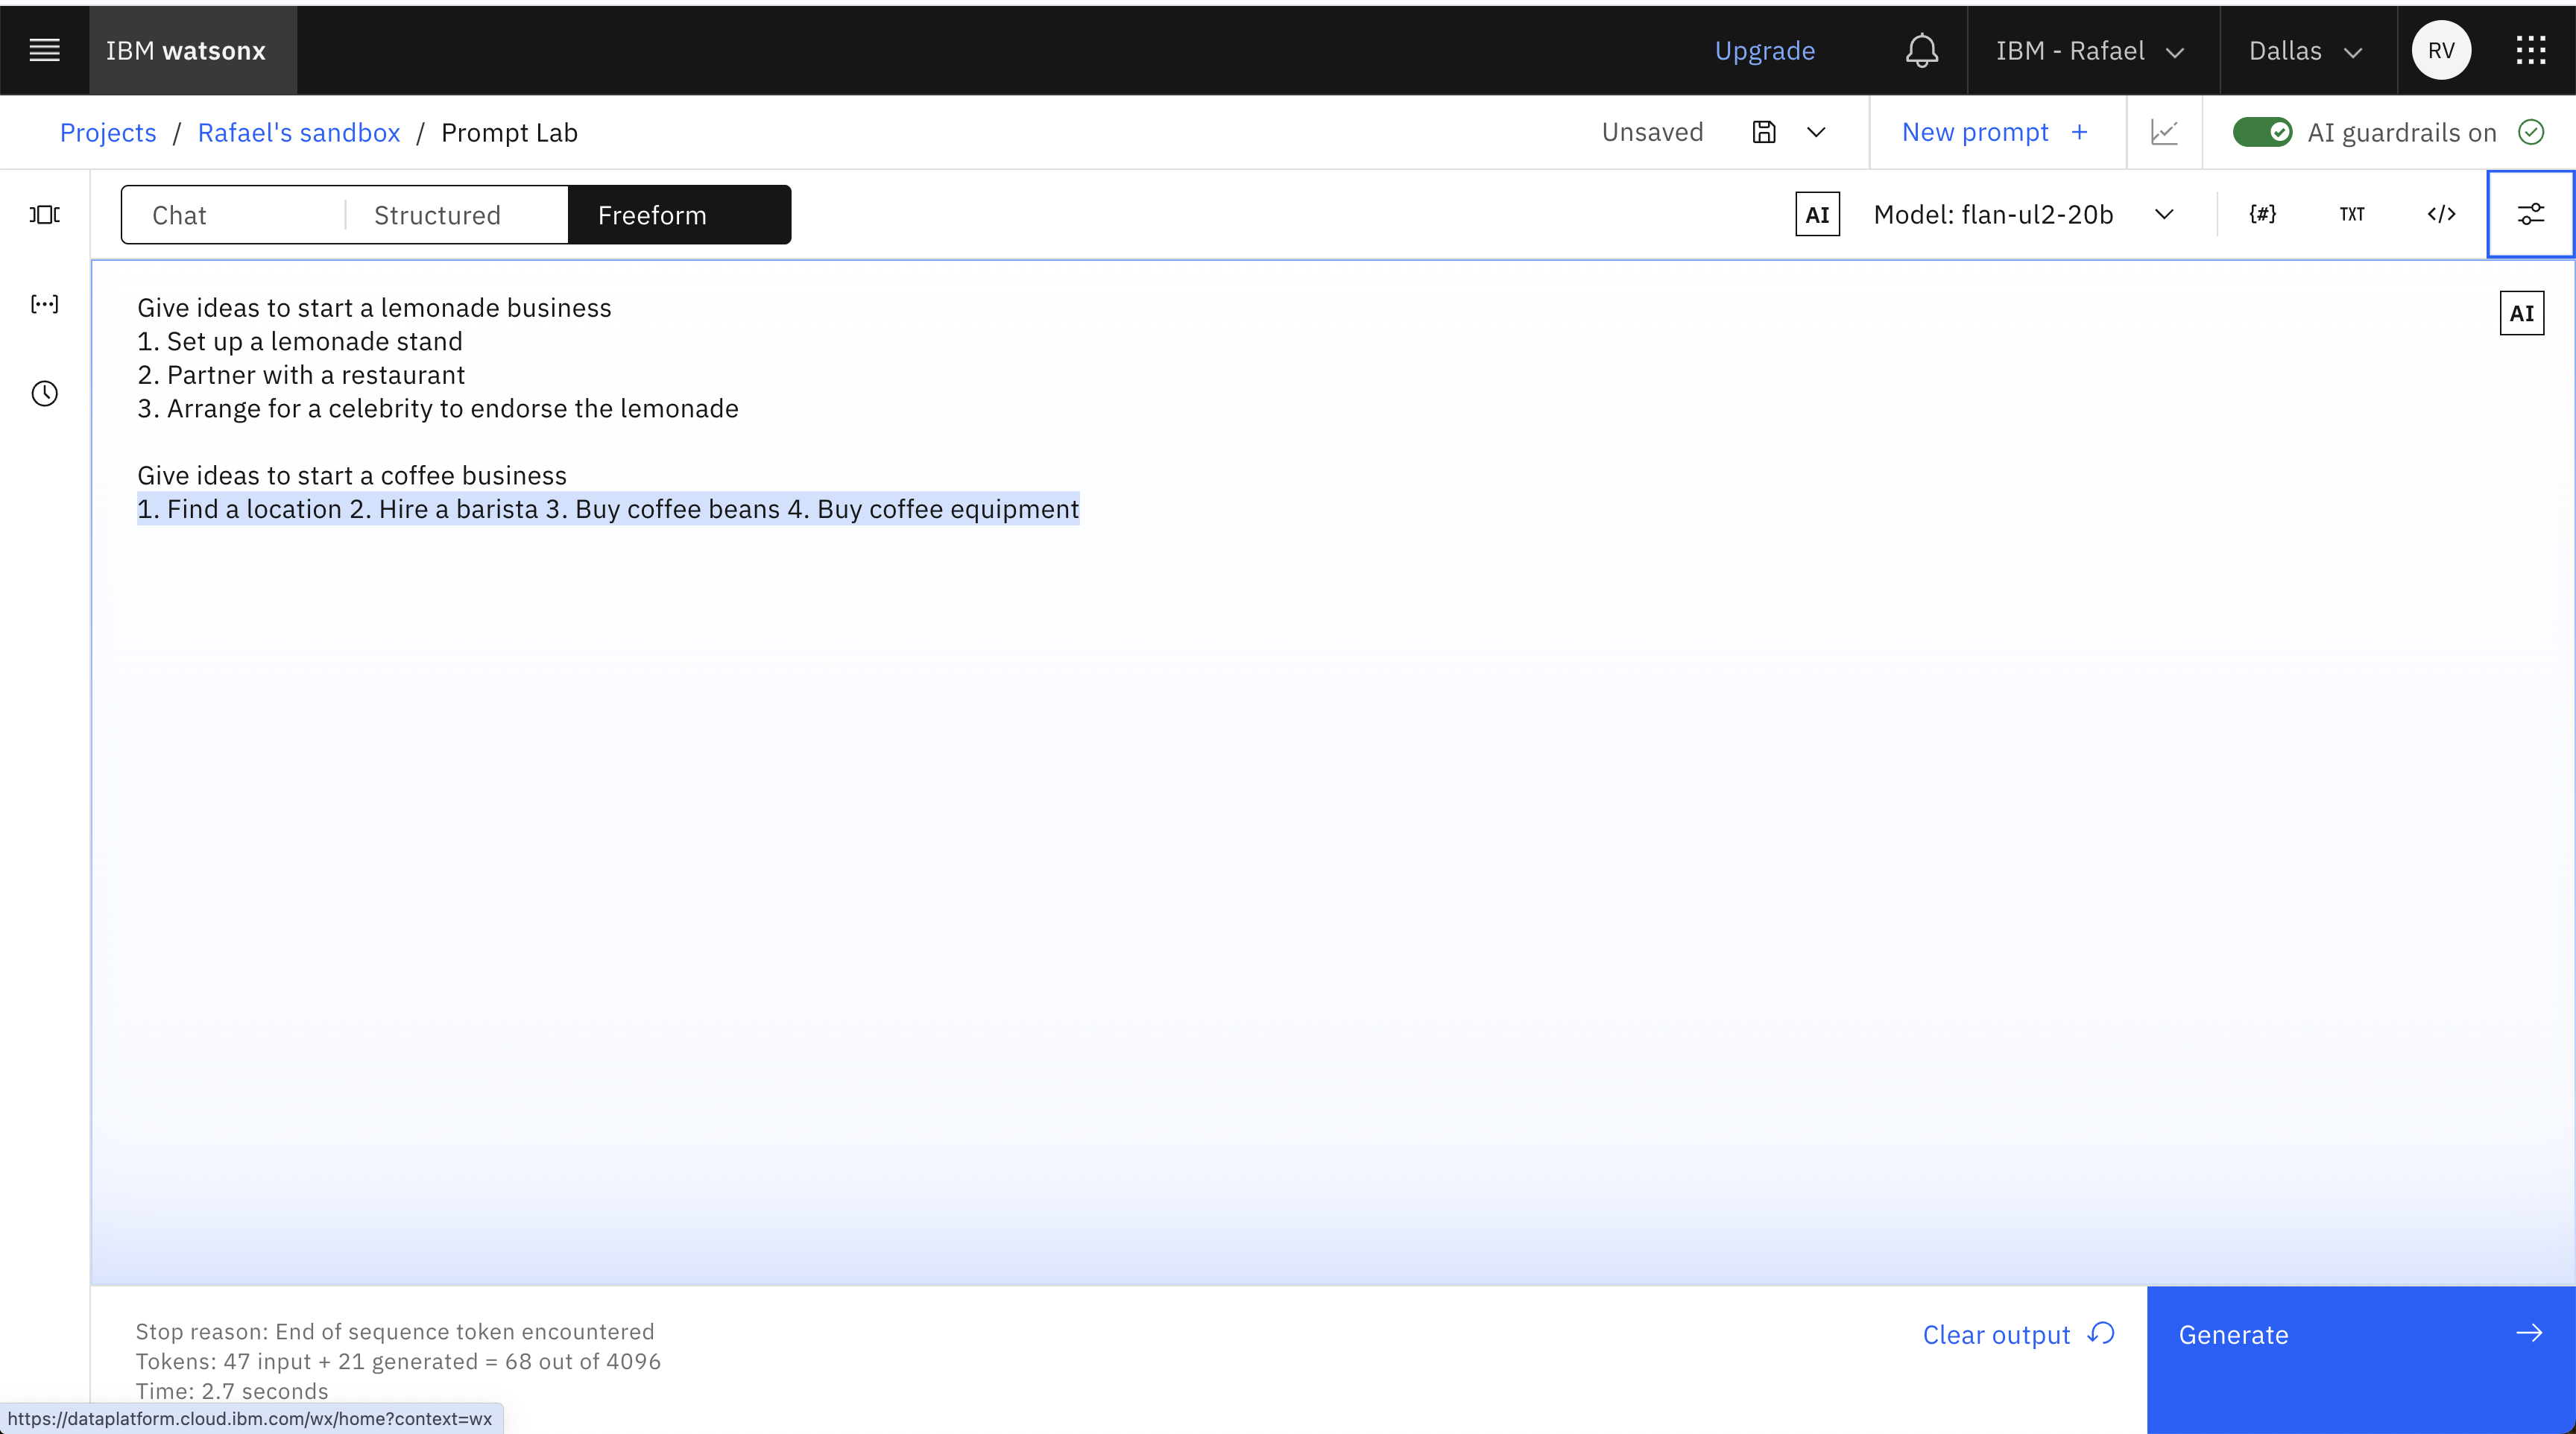 IBM watsonx
Upgrade
IBM - Rafael
Dallas
RV
Projects / Rafael's sandbox / Prompt Lab
Unsaved
New prompt +
AI guardrails on
Chat
Structured
Freeform
AI
Model: flan-ul2-20b
{#}
TXT
</>
Give ideas to start a lemonade business
1. Set up a lemonade stand
2. Partner with a restaurant
3. Arrange for a celebrity to endorse the lemonade
Give ideas to start a coffee business
1. Find a location 2. Hire a barista 3. Buy coffee beans 4. Buy coffee equipment
AI
Stop reason: End of sequence token encountered
Tokens: 47 input + 21 generated = 68 out of 4096
Time: 2.7 seconds
Clear output
Generate
https://dataplatform.cloud.ibm.com/wx/home?context=wx